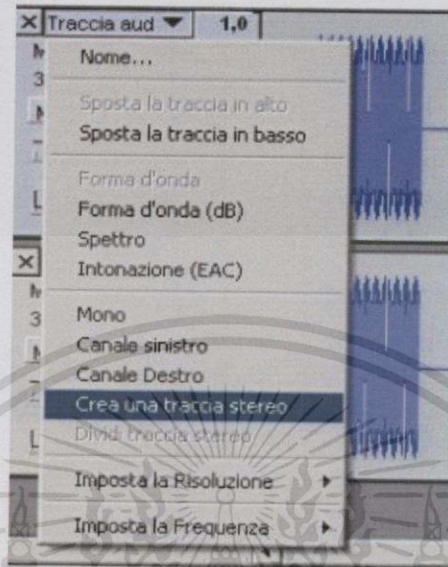 Traccia aud 1,0
Nome...
Sposta la traccia in alto
Sposta la traccia in basso
Forma d'onda
Forma d'onda (dB)
Spettro
Intonazione (EAC)
Mono
Canale sinistro
Canale Destro
Crea una traccia stereo
Dividi traccia stereo
Imposta la Risoluzione
Imposta la Frequenza